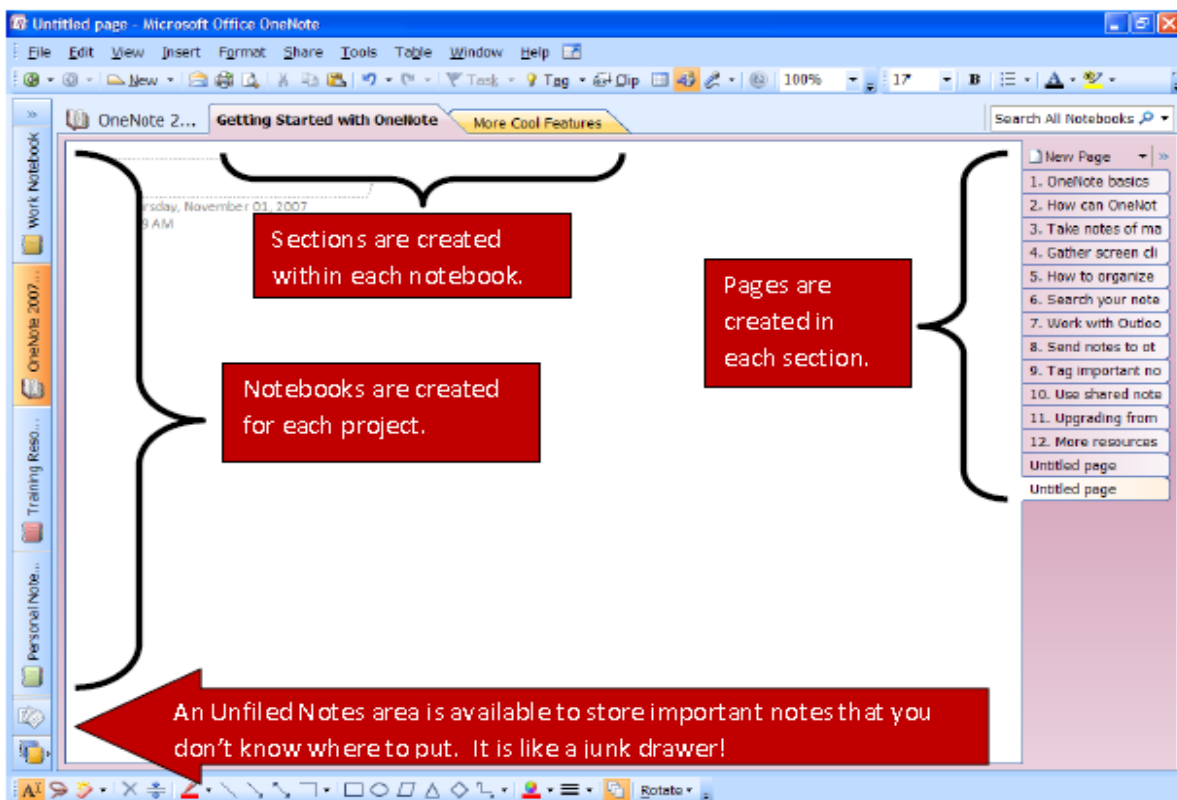 Untitled page - Microsoft Office OneNote
File Edit View Insert Format Share Tools Table Window Help
New Task Tag Clip 100% 17 B
OneNote 2... Getting Started with OneNote More Cool Features Search All Notebooks
Work Notebook
OneNote 2007...
Training Reso...
Personal Note...
rsday, November 01, 2007
9 AM
Sections are created
within each notebook.
Notebooks are created
for each project.
Pages are
created in
each section.
New Page
1. OneNote basics
2. How can OneNot
3. Take notes of ma
4. Gather screen cli
5. How to organize
6. Search your note
7. Work with Outloo
8. Send notes to ot
9. Tag important no
10. Use shared note
11. Upgrading from
12. More resources
Untitled page
Untitled page
An Unfiled Notes area is available to store important notes that you
don't know where to put. It is like a junk drawer!
Rotate